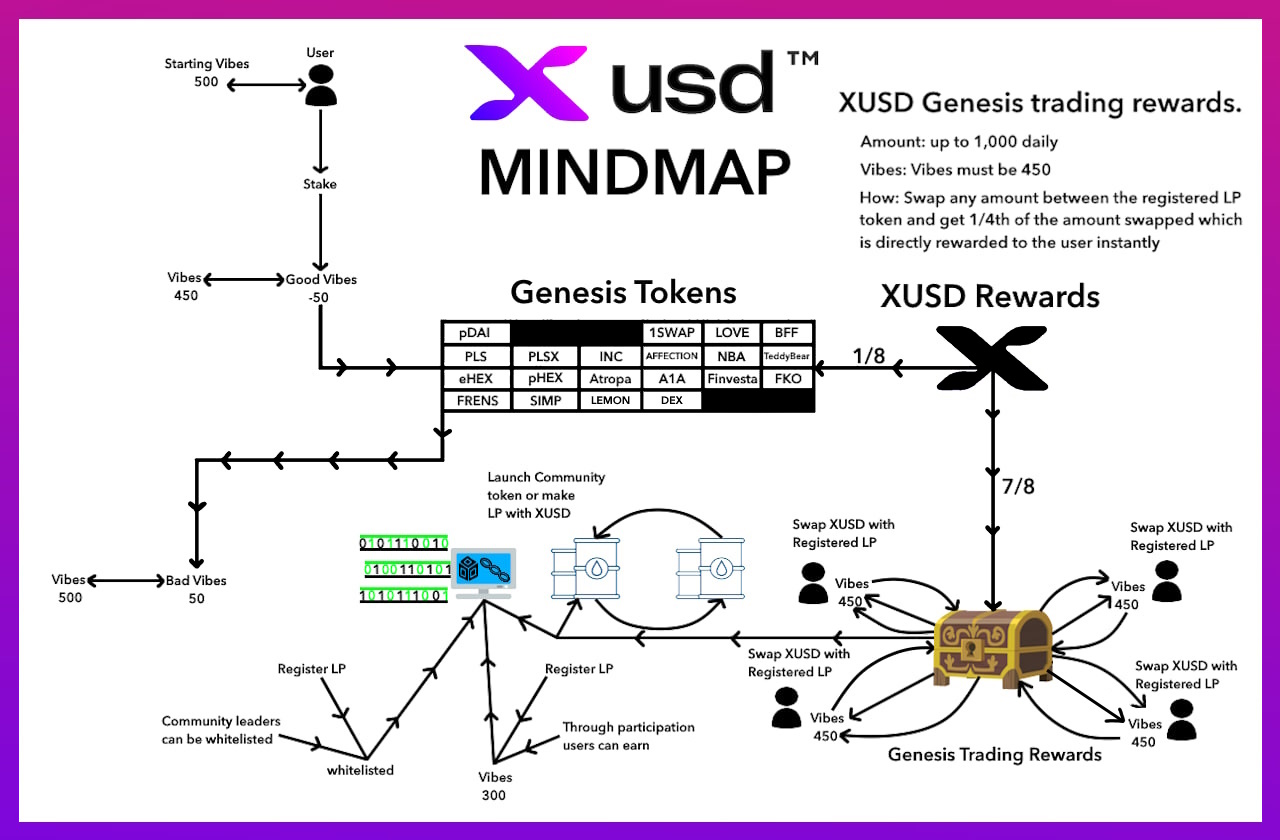 User
Starting Vibes
500
X usd ™
MINDMAP
XUSD Genesis trading rewards.
Amount: up to 1,000 daily
Vibes: Vibes must be 450
How: Swap any amount between the registered LP
token and get 1/4th of the amount swapped which
is directly rewarded to the user instantly
Stake
Vibes
450
Good Vibes
-50
Genesis Tokens
XUSD Rewards
pDAI 1SWAP LOVE BFF
PLS PLSX INC AFFECTION NBA TeddyBear
eHEX pHEX Atropa A1A Finvesta FKO
FRENS SIMP LEMON DEX
1/8
7/8
Launch Community
token or make
LP with XUSD
010110010
0100110101
1010111001
Vibes
500
Bad Vibes
50
Swap XUSD with
Registered LP
Vibes
450
Swap XUSD with
Registered LP
Vibes
450
Swap XUSD with
Registered LP
Vibes
450
Swap XUSD with
Registered LP
Vibes
450
Genesis Trading Rewards
Register LP
Community leaders
can be whitelisted
whitelisted
Register LP
Through participation
users can earn
Vibes
300